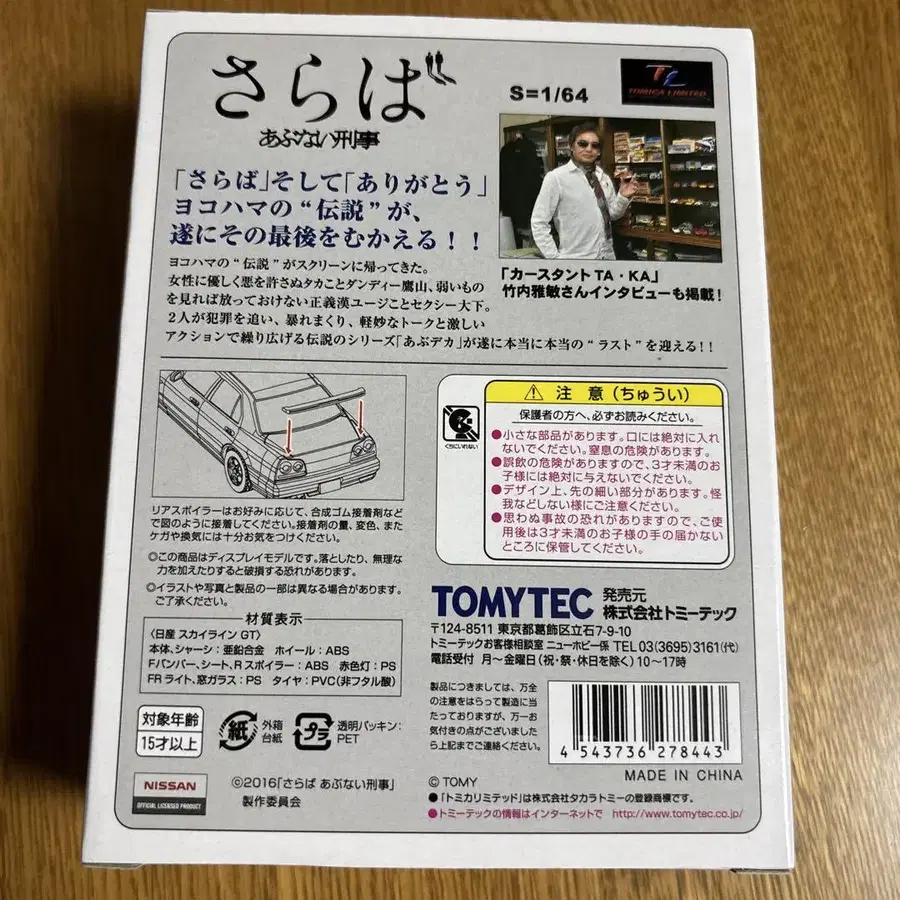 さらば
あぶない刑事
S=1/64
TL
TOMICA LIMITED
「さらば」そして「ありがとう」
ヨコハマの“伝説”が、
遂にその最後をむかえる！！
「カースタント TA・KA」
竹内雅敏さんインタビューも掲載！
ヨコハマの“伝説”がスクリーンに帰ってきた。
女性に優しく悪を許さぬタカことダンディー鷹山、弱いもの
を見れば放っておけない正義漢ユージことセクシー大下。
2人が犯罪を追い、暴れまくり、軽妙なトークと激しい
アクションで繰り広げる伝説のシリーズ「あぶデカ」が遂に本当に本当の“ラスト”を迎える！！
リアスポイラーはお好みに応じて、合成ゴム接着剤など
で図のように接着してください。接着剤の量、変色、また
ケガや換気には十分お気をつけください。
◎この商品はディスプレイモデルです。落としたり、無理な
力を加えたりすると破損する恐れがあります。
◎イラストや写真と製品の一部は異なる場合があります。
ご了承ください。
材質表示
〈日産 スカイライン GT〉
本体、シャーシ：亜鉛合金 ホイール：ABS
Fバンパー、シート、R スポイラー：ABS 赤色灯：PS
FR ライト、窓ガラス：PS タイヤ：PVC(非フタル酸)
対象年齢
15才以上
紙
外箱
台紙
プラ
透明パッキン：
PET
NISSAN
OFFICIAL LICENSED PRODUCT
©2016「さらば あぶない刑事」
製作委員会
くちにいれない
注意（ちゅうい）
保護者の方へ、必ずお読みください。
●小さな部品があります。口には絶対に入れ
ないでください。窒息の危険があります。
●誤飲の危険がありますので、3才未満のお
子様には絶対に与えないでください。
●デザイン上、先の細い部分があります。怪
我などしない様にご注意ください。
●思わぬ事故の恐れがありますので、ご使
用後は3才未満のお子様の手の届かない
ところに保管してください。
TOMYTEC 発売元
株式会社トミーテック
〒124-8511 東京都葛飾区立石7-9-10
トミーテックお客様相談室 ニューホビー係 TEL 03(3695)3161(代)
電話受付 月～金曜日(祝・祭・休日を除く)10～17時
製品につきましては、万全
の注意をはらって製造に当
たっておりますが、万一お
気付きの点がございました
ら上記までご連絡ください。
4 543736 278443
MADE IN CHINA
© TOMY
●「トミカリミテッド」は株式会社タカラトミーの登録商標です。
●トミーテックの情報はインターネットで http://www.tomytec.co.jp/